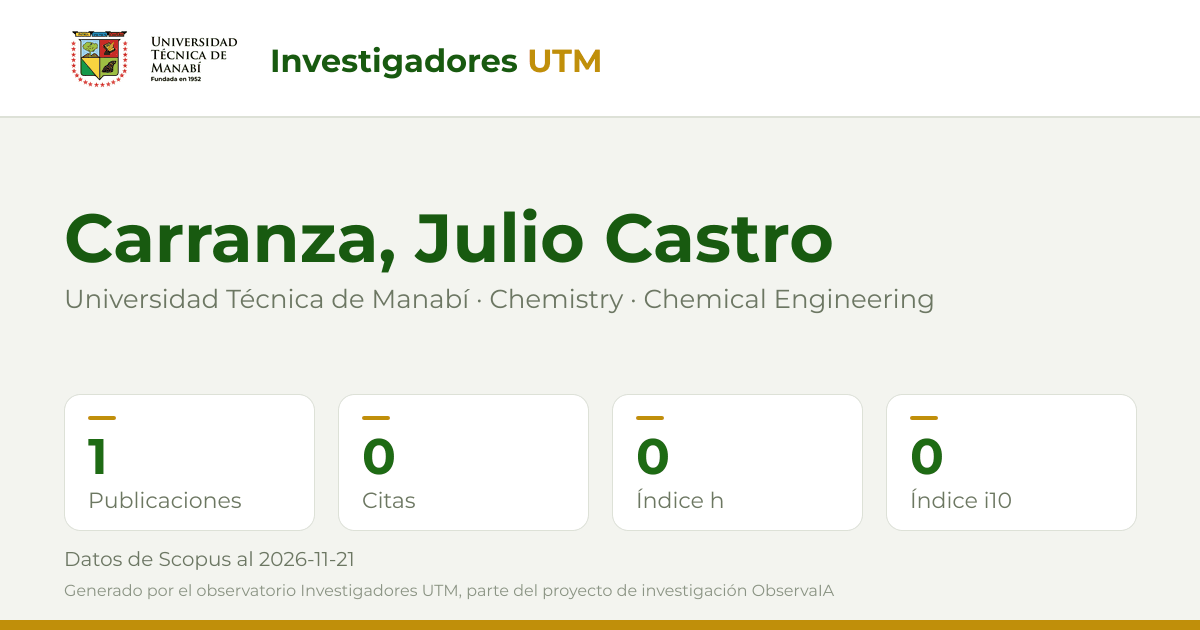 UNIVERSIDAD
TÉCNICA DE
MANABÍ
Fundada en 1952
Investigadores UTM
Carranza, Julio Castro
Universidad Técnica de Manabí · Chemistry · Chemical Engineering
1
Publicaciones
0
Citas
0
Índice h
0
Índice i10
Datos de Scopus al 2026-11-21
Generado por el observatorio Investigadores UTM, parte del proyecto de investigación ObservaIA